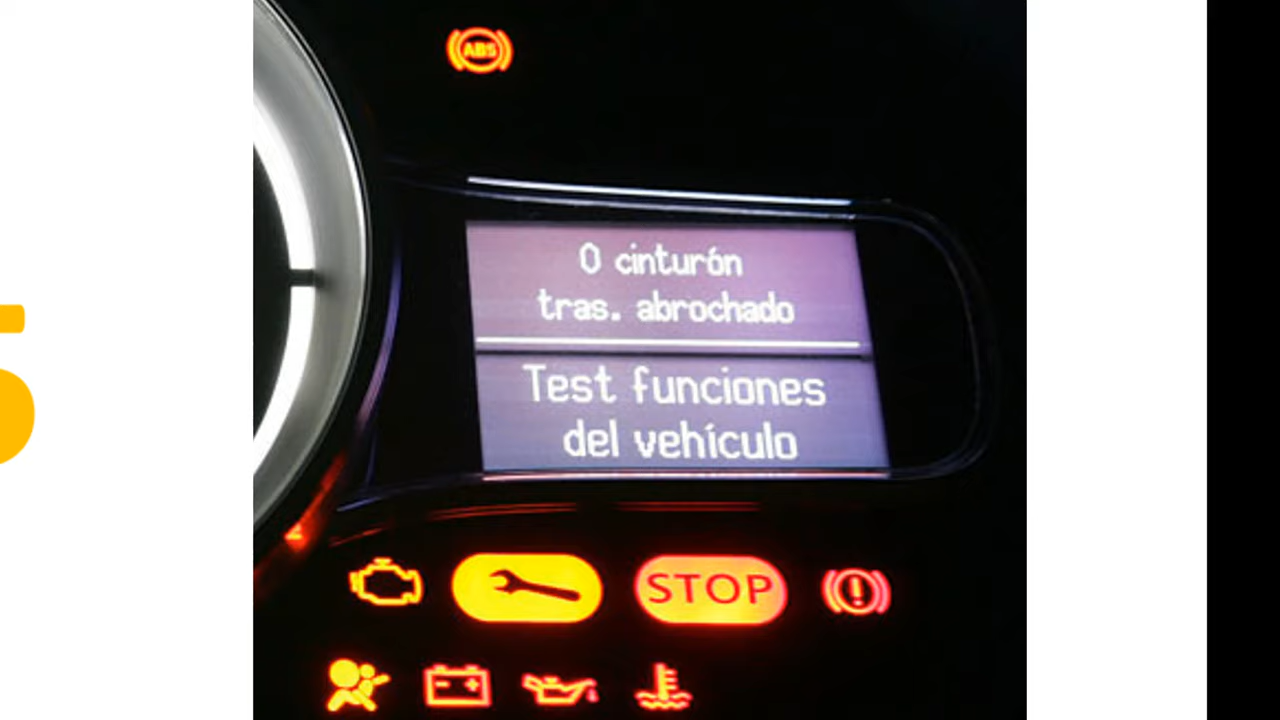 ABS
0 cinturón
tras. abrochado
Test funciones
del vehículo
STOP